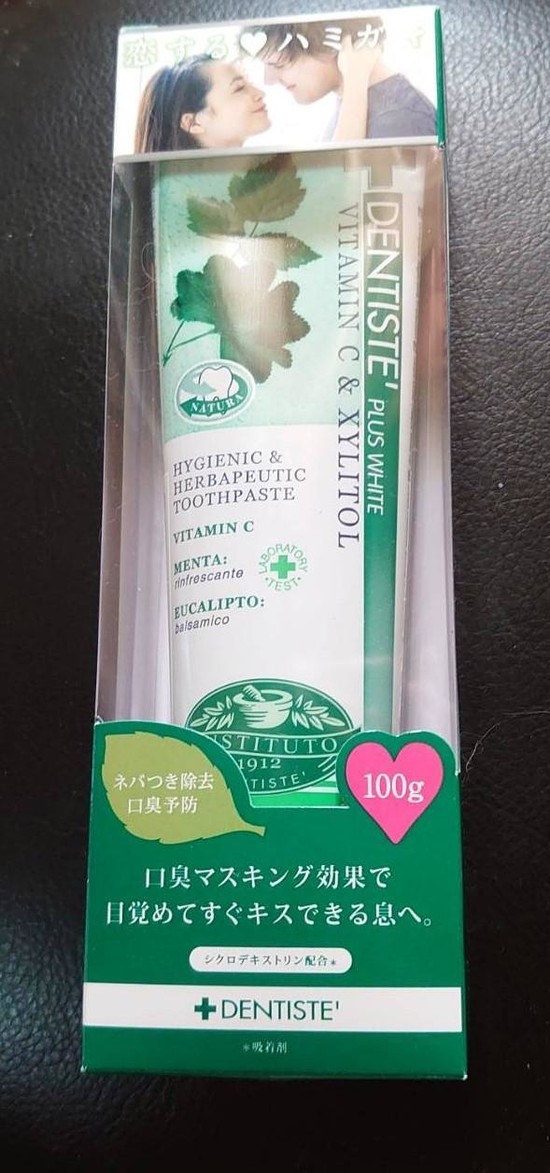 恋する♥ハミガキ
DENTISTE' PLUS WHITE
VITAMIN C & XYLITOL
NATURA
HYGIENIC &
HERBAPEUTIC
TOOTHPASTE
VITAMIN C
MENTA:
rinfrescante
LABORATORY
•TEST•
EUCALIPTO:
balsamico
NSTITUTO
1912
NTISTE'
ネバつき除去
口臭予防
100g
口臭マスキング効果で
目覚めてすぐキスできる息へ。
シクロデキストリン配合*
DENTISTE'
*吸着剤